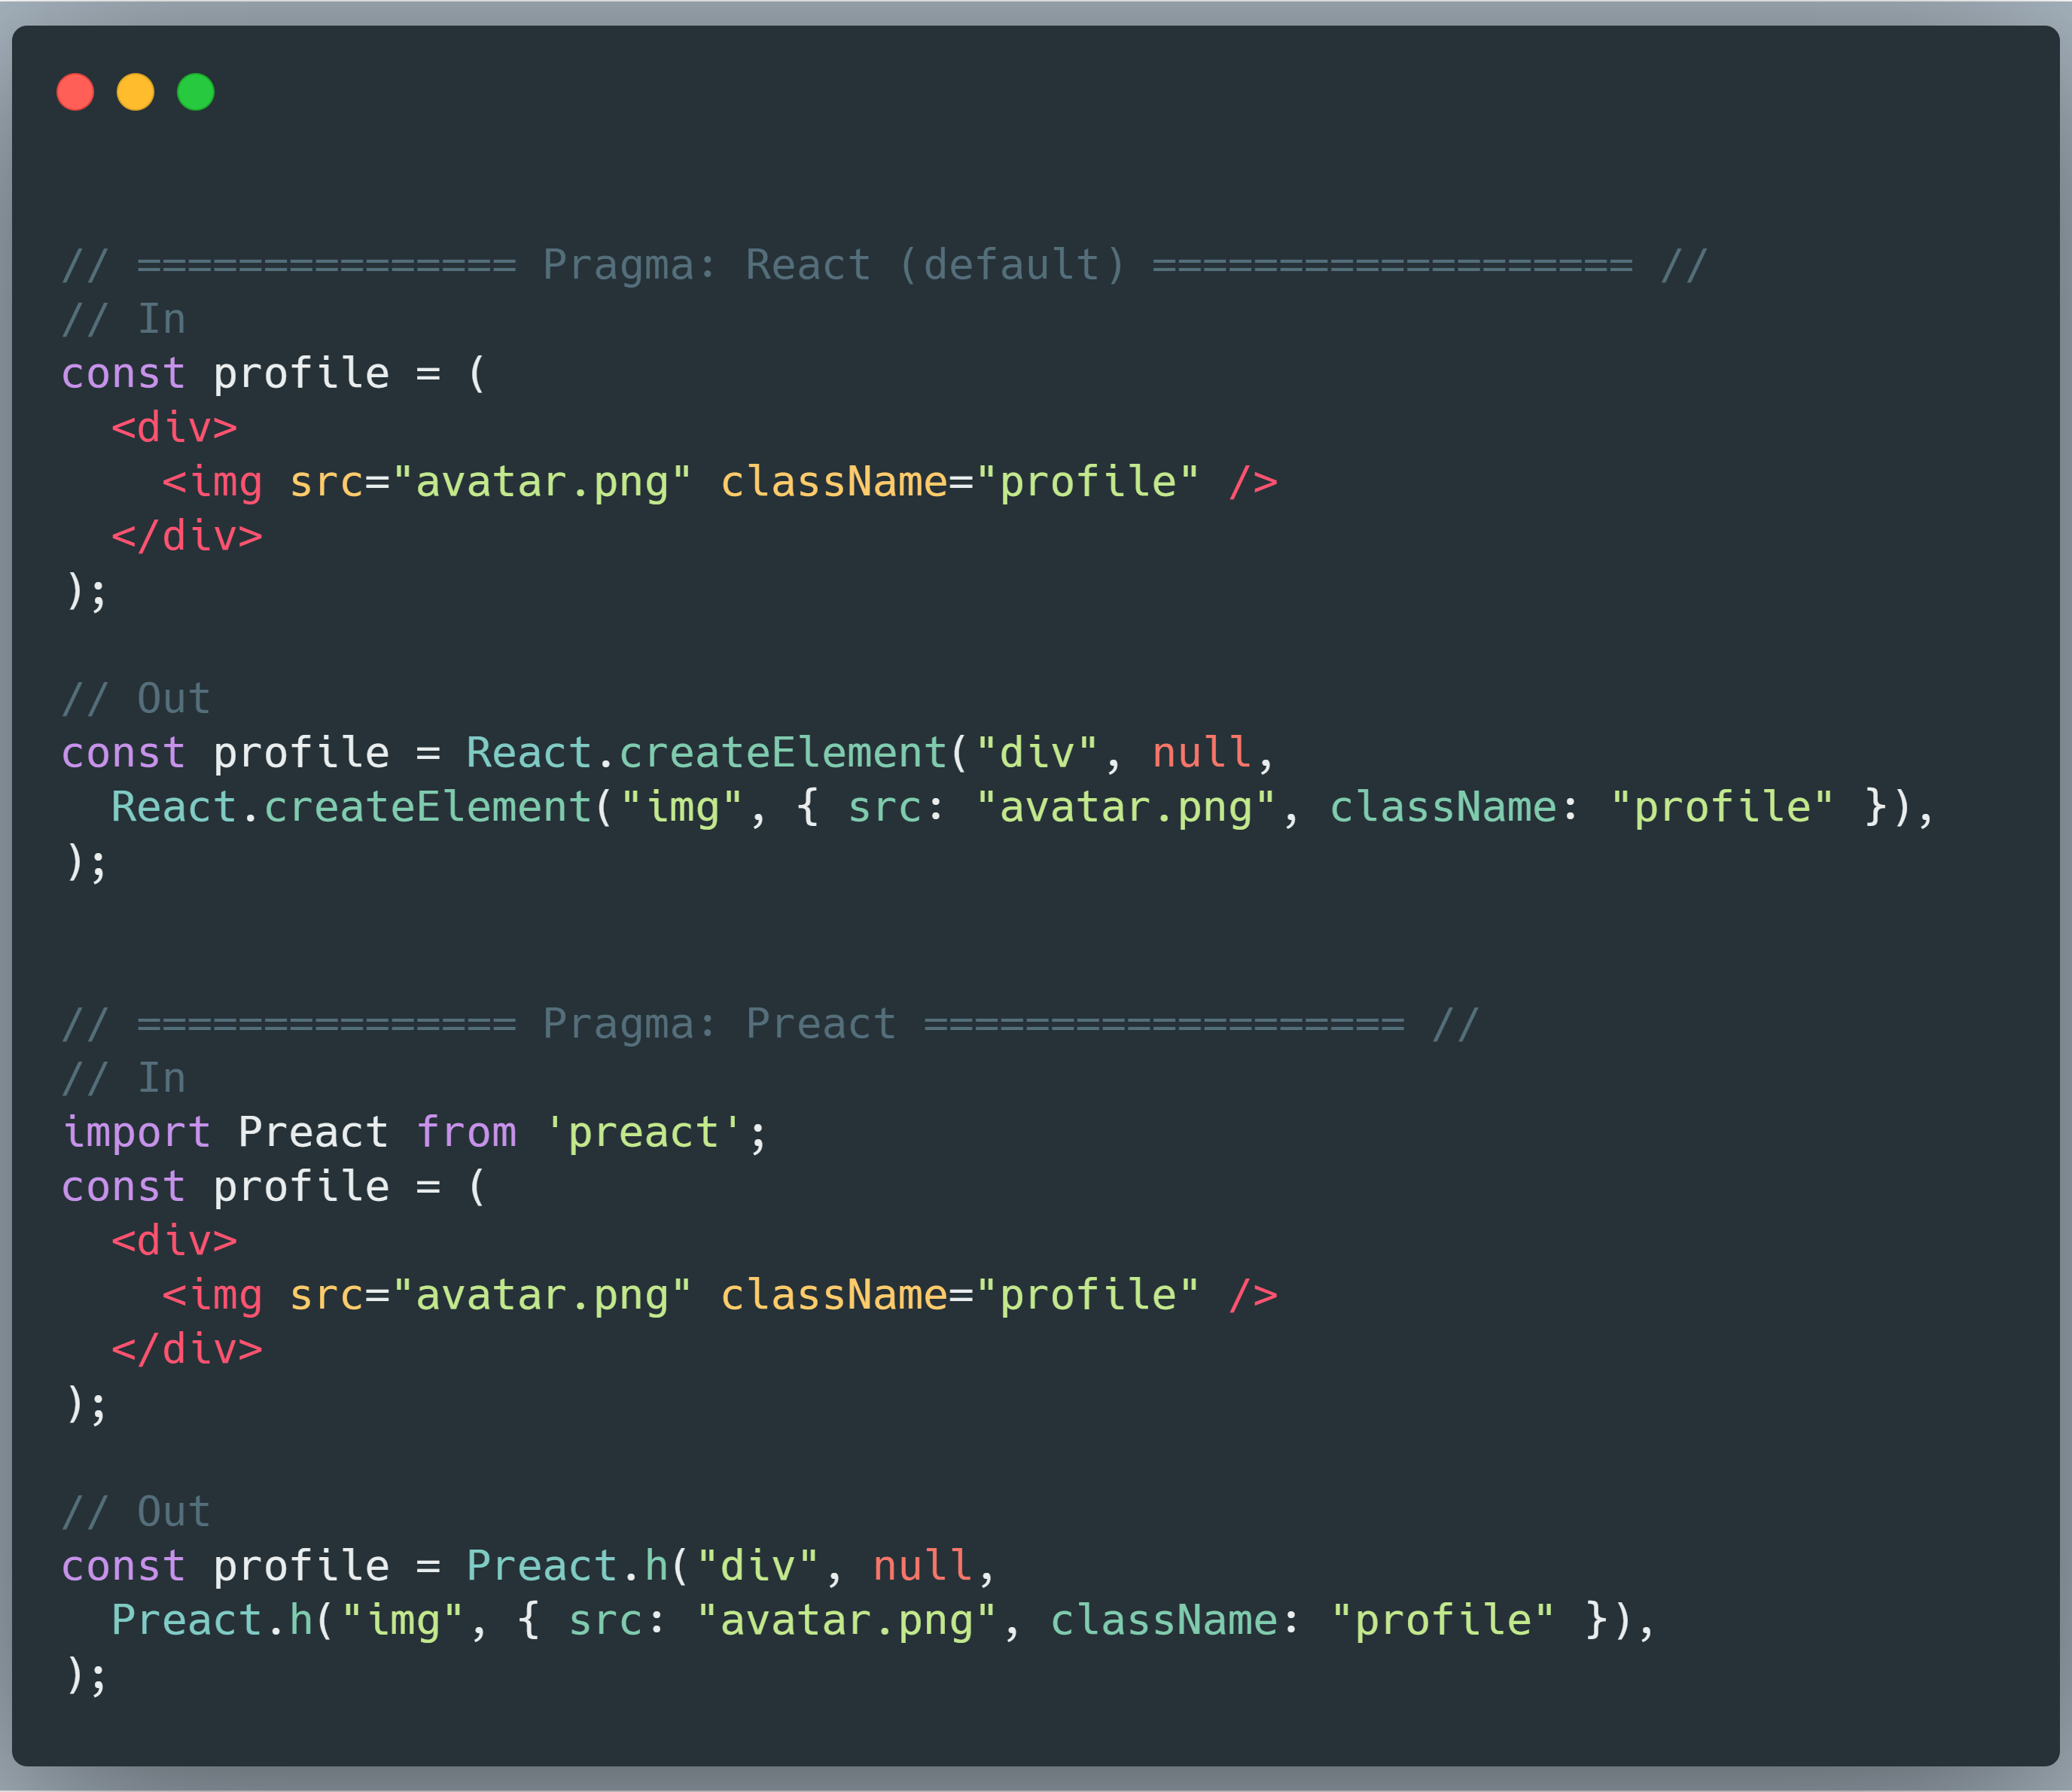 // =============== Pragma: React (default) =================== //
// In
const profile = (
  <div>
    <img src="avatar.png" className="profile" />
  </div>
);

// Out
const profile = React.createElement("div", null,
  React.createElement("img", { src: "avatar.png", className: "profile" }),
);

// =============== Pragma: Preact =================== //
// In
import Preact from 'preact';
const profile = (
  <div>
    <img src="avatar.png" className="profile" />
  </div>
);

// Out
const profile = Preact.h("div", null,
  Preact.h("img", { src: "avatar.png", className: "profile" }),
);